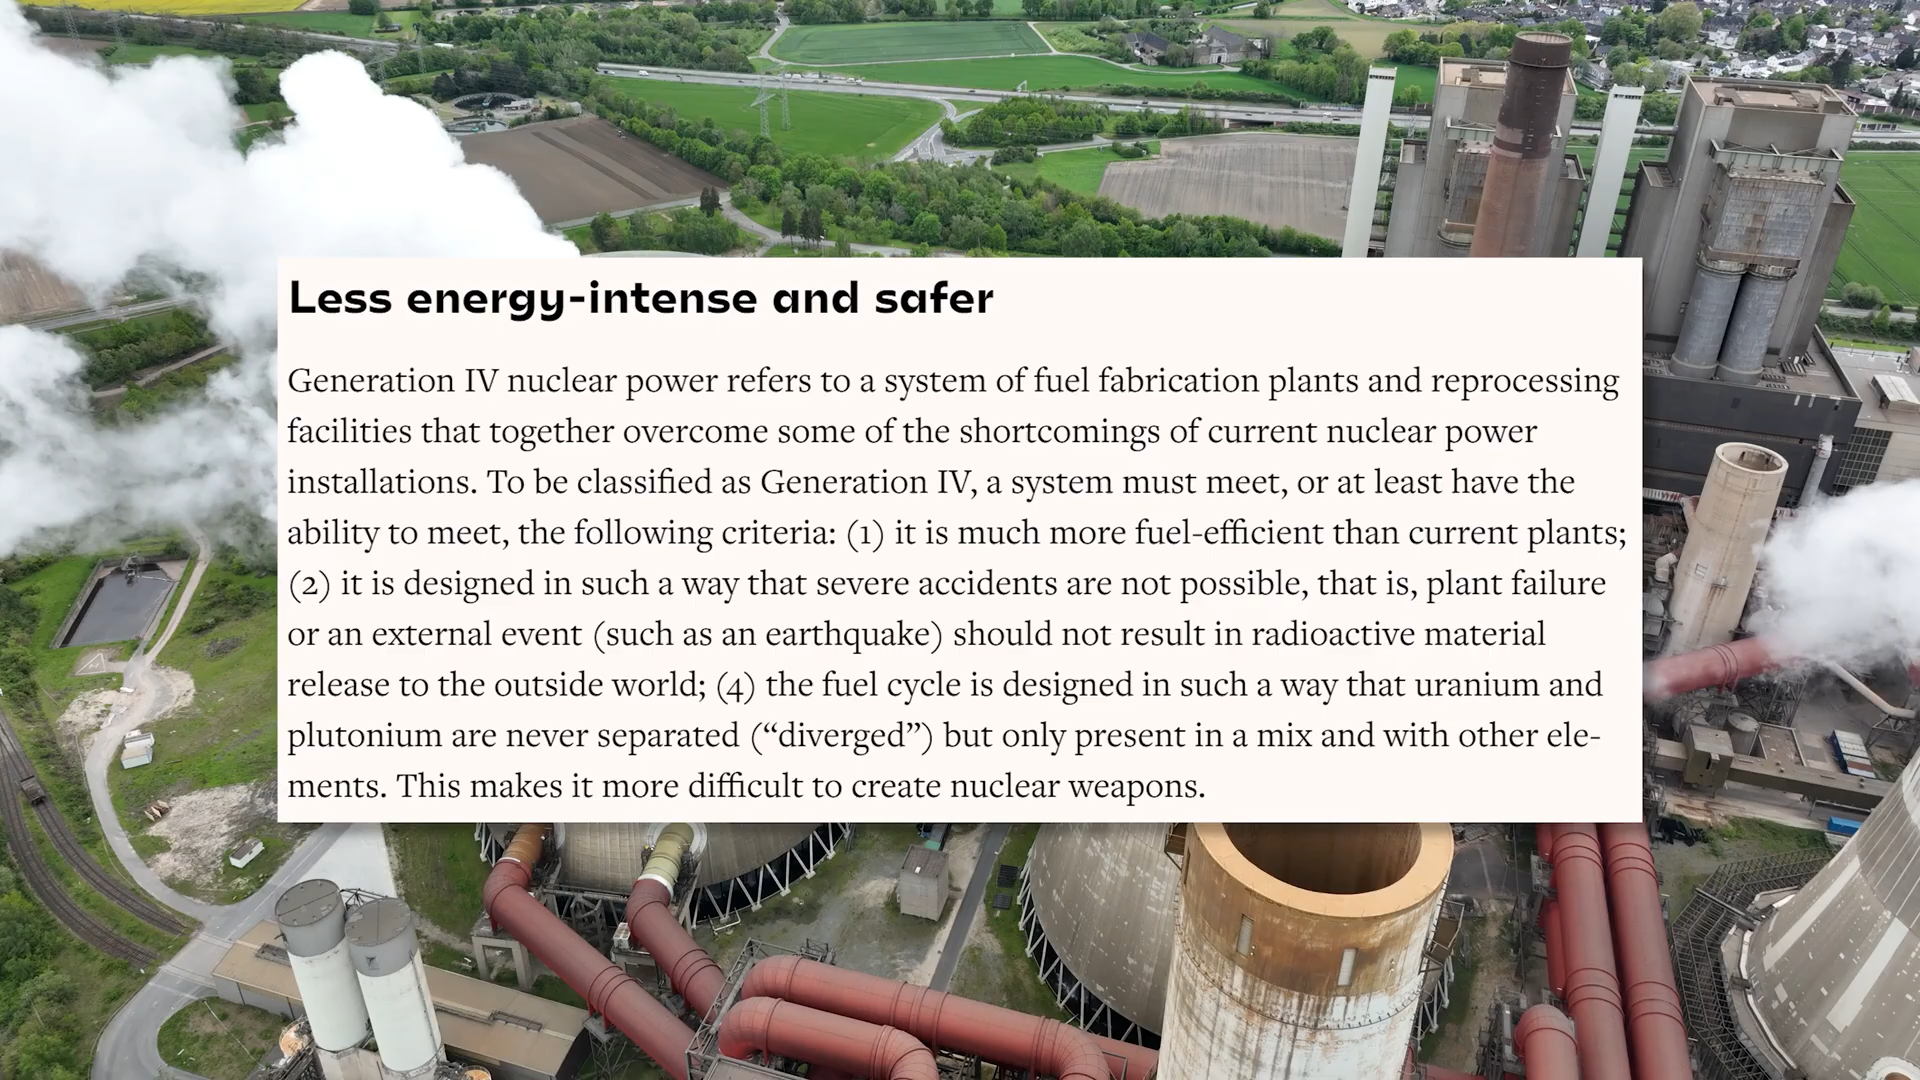 Less energy-intense and safer
Generation IV nuclear power refers to a system of fuel fabrication plants and reprocessing
facilities that together overcome some of the shortcomings of current nuclear power
installations. To be classified as Generation IV, a system must meet, or at least have the
ability to meet, the following criteria: (1) it is much more fuel-efficient than current plants;
(2) it is designed in such a way that severe accidents are not possible, that is, plant failure
or an external event (such as an earthquake) should not result in radioactive material
release to the outside world; (4) the fuel cycle is designed in such a way that uranium and
plutonium are never separated (“diverged”) but only present in a mix and with other ele-
ments. This makes it more difficult to create nuclear weapons.